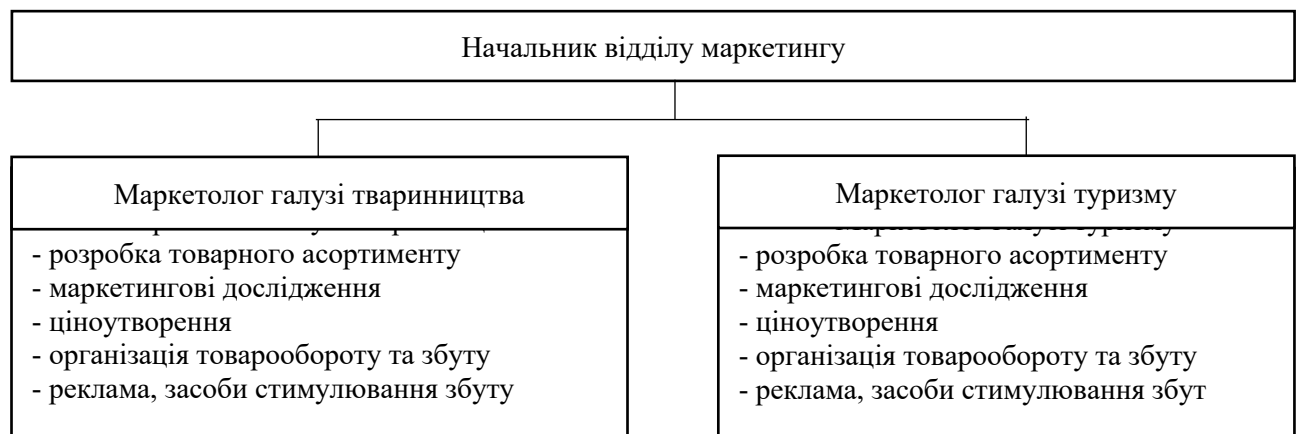 Начальник відділу маркетингу
Маркетолог галузі тваринництва
- розробка товарного асортименту
- маркетингові дослідження
- ціноутворення
- організація товарообороту та збуту
- реклама, засоби стимулювання збуту
Маркетолог галузі туризму
- розробка товарного асортименту
- маркетингові дослідження
- ціноутворення
- організація товарообороту та збуту
- реклама, засоби стимулювання збут